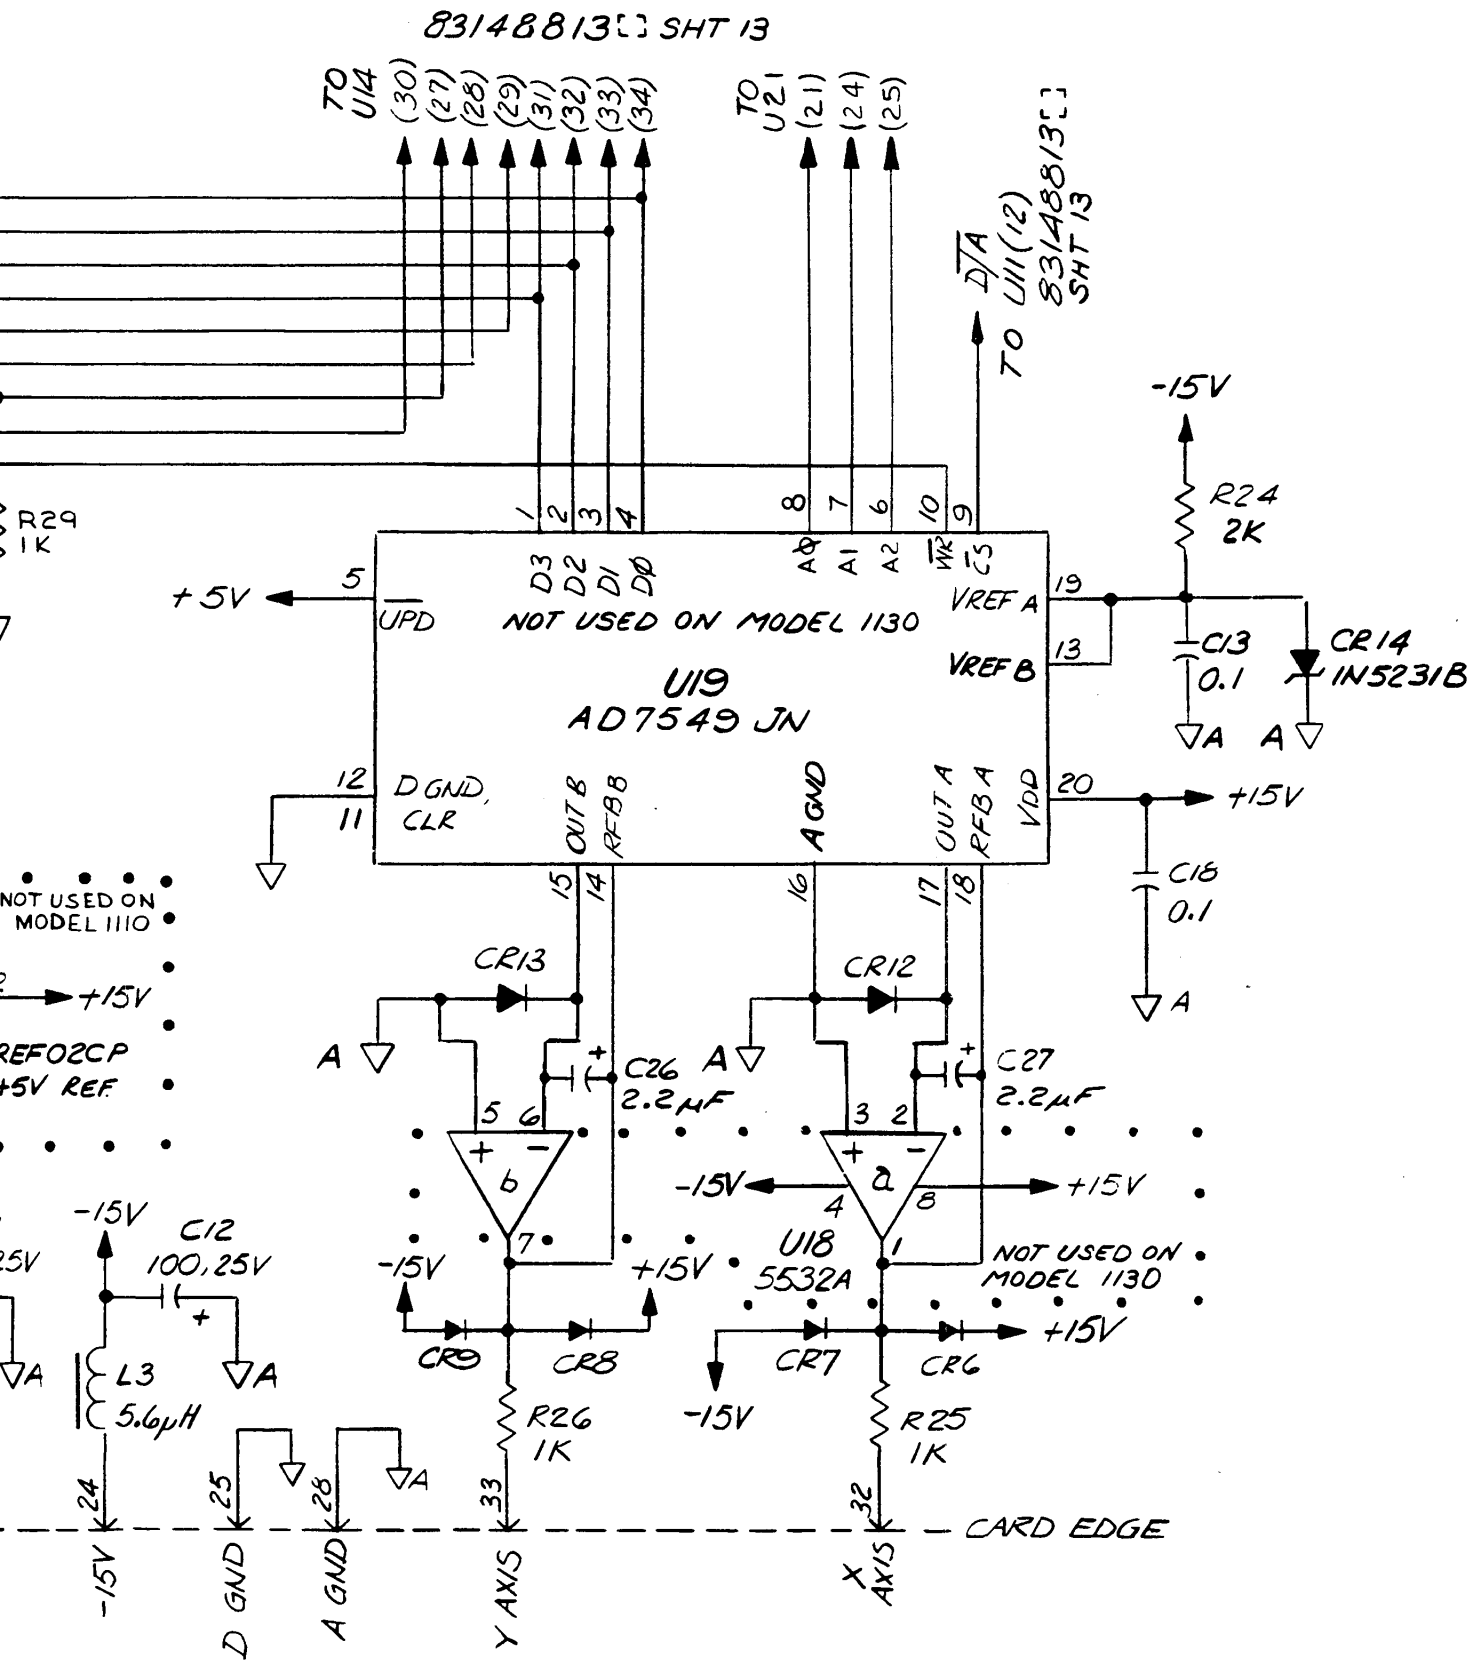 83148813[] SHT 13
TO
U14
(30)
(27)
(28)
(29)
(31)
(32)
(33)
(34)
TO
U21
(21)
(24)
(25)
D/A
TO U11(12)
83148813[]
SHT 13
-15V
R24
2K
R29
1K
1
2
3
4
8
7
6
10
9
D3
D2
D1
DØ
AØ
A1
A2
WR
CS
+5V
5
UPD
NOT USED ON MODEL 1130
VREF A
19
VREF B
13
C13
0.1
CR14
1N5231B
A
A
U19
AD7549 JN
12
11
D GND,
CLR
OUT B
RFB B
A GND
OUT A
RFB A
VDD
20
+15V
15
14
16
17
18
C18
0.1
A
NOT USED ON
MODEL 1110
+15V
REF02CP
+5V REF.
CR13
CR12
A
A
C26
2.2µF
C27
2.2µF
5
6
+
-
b
7
3
2
+
-
a
4
8
1
-15V
+15V
U18
5532A
NOT USED ON
MODEL 1130
-15V
+15V
CR9
CR8
-15V
CR7
CR6
+15V
-15V
C12
100,25V
+
25V
A
A
L3
5.6µH
R26
1K
R25
1K
A
24
25
28
33
32
CARD EDGE
-15V
D GND
A GND
Y AXIS
X
AXIS